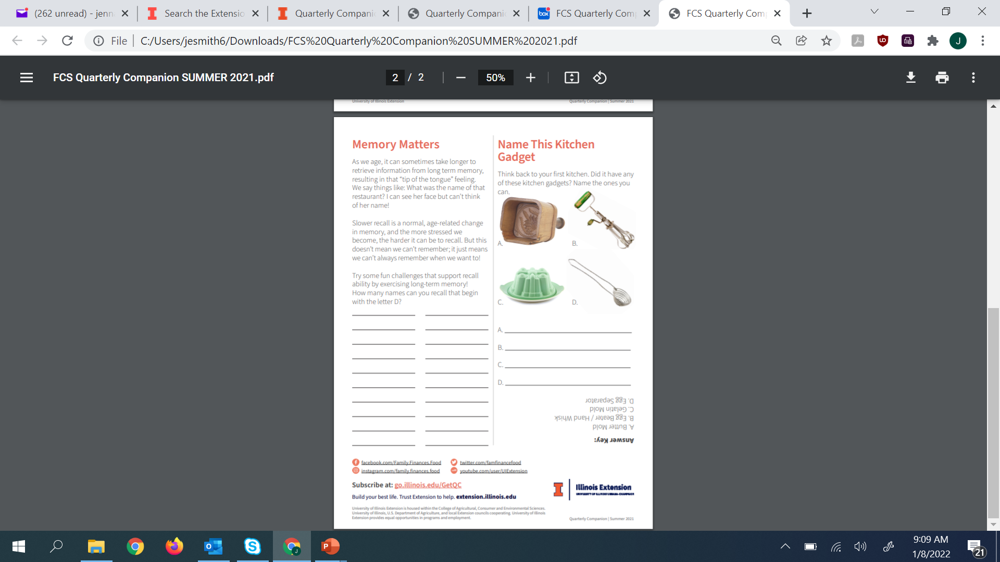 (262 unread) - jenn
Search the Extensio
Quarterly Compani
Quarterly Compani
box
FCS Quarterly Com
FCS Quarterly Com
File
C:/Users/jesmith6/Downloads/FCS%20Quarterly%20Companion%20SUMMER%202021.pdf
J
FCS Quarterly Companion SUMMER 2021.pdf
2 / 2
50%
University of Illinois Extension
Quarterly Companion | Summer 2021
Memory Matters
As we age, it can sometimes take longer to
retrieve information from long term memory,
resulting in that “tip of the tongue” feeling.
We say things like: What was the name of that
restaurant? I can see her face but can’t think
of her name!
Slower recall is a normal, age-related change
in memory, and the more stressed we
become, the harder it can be to recall. But this
doesn’t mean we can’t remember; it just means
we can’t always remember when we want to!
Try some fun challenges that support recall
ability by exercising long-term memory!
How many names can you recall that begin
with the letter D?
Name This Kitchen
Gadget
Think back to your first kitchen. Did it have any
of these kitchen gadgets? Name the ones you
can.
A.
B.
C.
D.
A.
B.
C.
D.
Answer Key:
A. Butter Mold
B. Egg Beater / Hand Whisk
C. Gelatin Mold
D. Egg Separator
facebook.com/Family.Finances.Food
twitter.com/famfinancefood
instagram.com/family.finances.food
youtube.com/user/UIExtension
Subscribe at: go.illinois.edu/GetQC
Build your best life. Trust Extension to help. extension.illinois.edu
I
Illinois Extension
UNIVERSITY OF ILLINOIS URBANA-CHAMPAIGN
University of Illinois Extension is housed within the College of Agricultural, Consumer and Environmental Sciences.
University of Illinois, U.S. Department of Agriculture, and local Extension councils cooperating. University of Illinois
Extension provides equal opportunities in programs and employment.
Quarterly Companion | Summer 2021
9:09 AM
1/8/2022
21